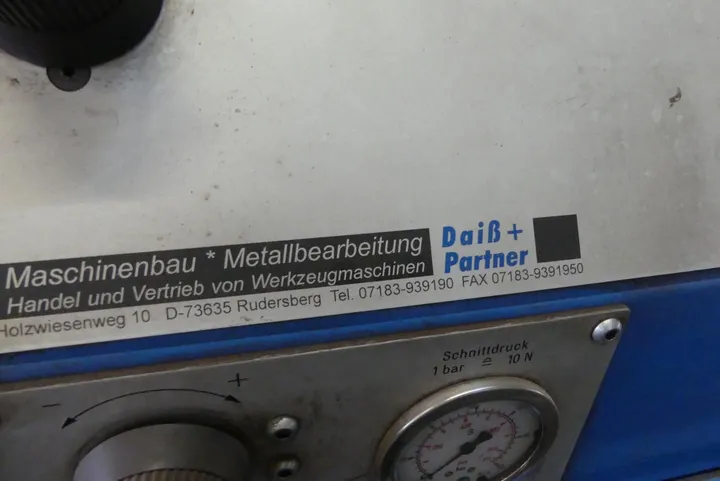 Maschinenbau * Metallbearbeitung
Handel und Vertrieb von Werkzeugmaschinen
Daiß +
Partner
Holzwiesenweg 10 D-73635 Rudersberg Tel. 07183-939190 FAX 07183-9391950
Schnittdruck
1 bar ≙ 10 N
- +